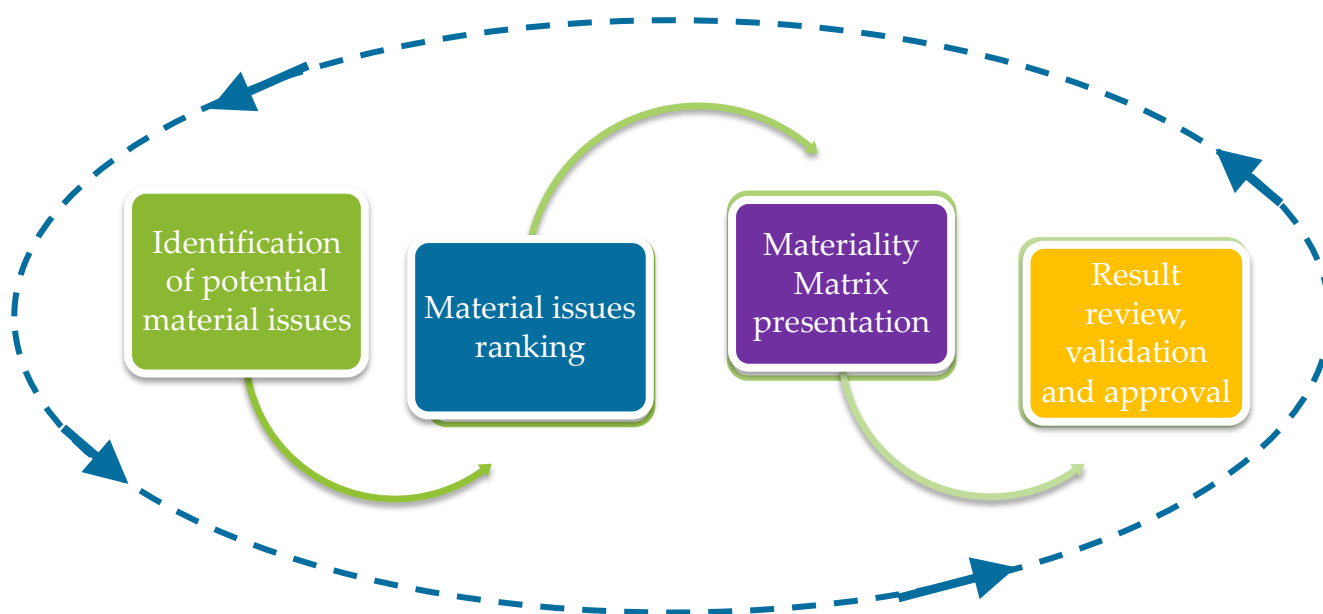 Identification
of potential
material issues
Material issues
ranking
Materiality
Matrix
presentation
Result
review,
validation
and approval